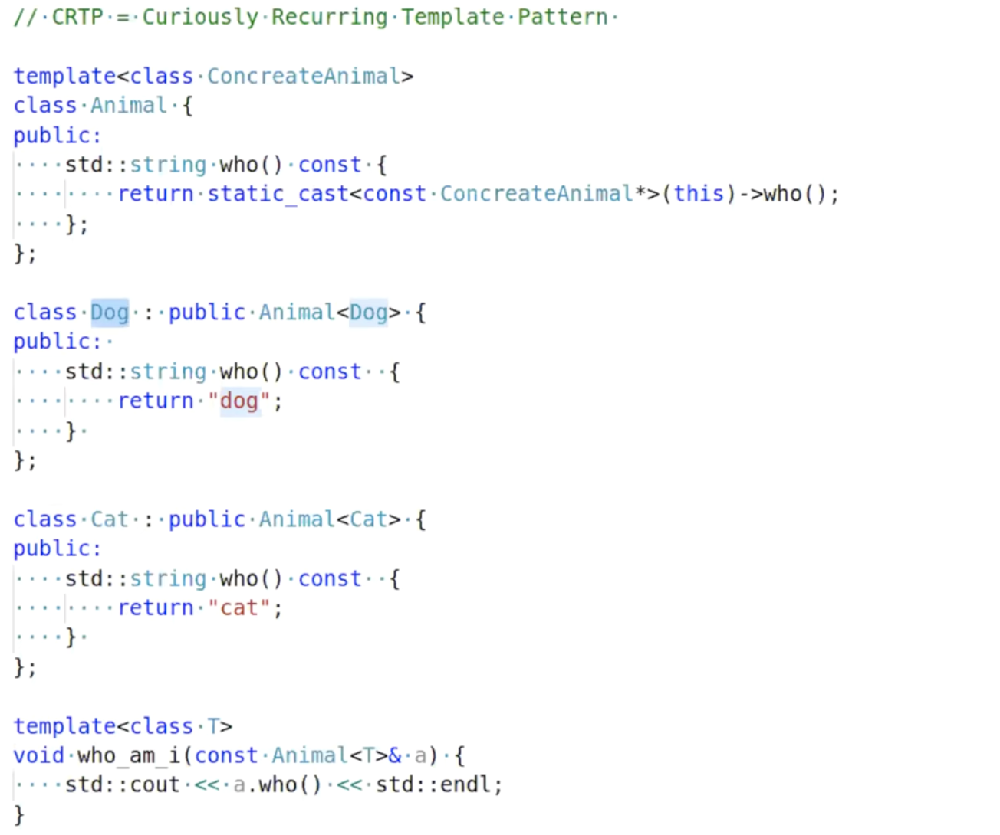 // CRTP = Curiously Recurring Template Pattern
template<class ConcreateAnimal>
class Animal {
public:
    std::string who() const {
        return static_cast<const ConcreateAnimal*>(this)->who();
    };
};
class Dog : public Animal<Dog> {
public:
    std::string who() const  {
        return "dog";
    }
};
class Cat : public Animal<Cat> {
public:
    std::string who() const  {
        return "cat";
    }
};
template<class T>
void who_am_i(const Animal<T>& a) {
    std::cout << a.who() << std::endl;
}